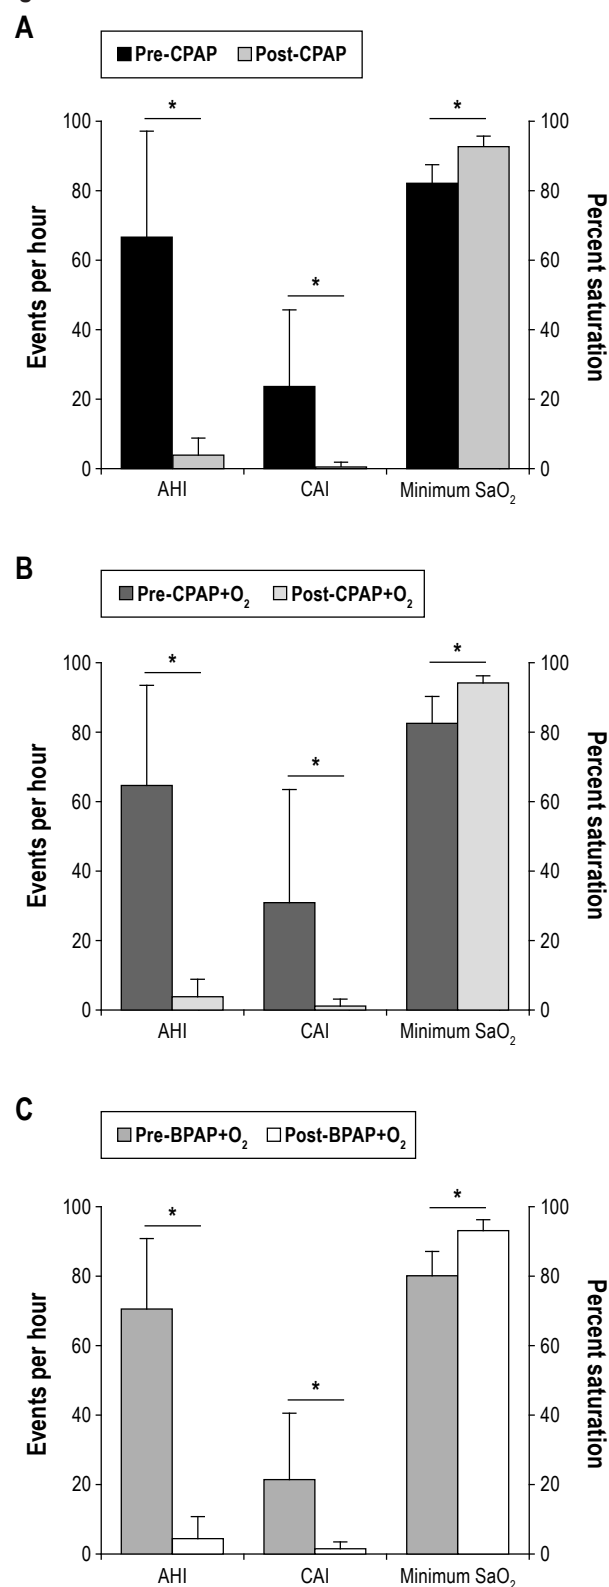 A
Pre-CPAP Post-CPAP
* * *
Events per hour
100 80 60 40 20 0
100 80 60 40 20 0
Percent saturation
AHI CAI Minimum SaO₂
B
Pre-CPAP+O₂ Post-CPAP+O₂
* * *
Events per hour
100 80 60 40 20 0
100 80 60 40 20 0
Percent saturation
AHI CAI Minimum SaO₂
C
Pre-BPAP+O₂ Post-BPAP+O₂
* * *
Events per hour
100 80 60 40 20 0
100 80 60 40 20 0
Percent saturation
AHI CAI Minimum SaO₂